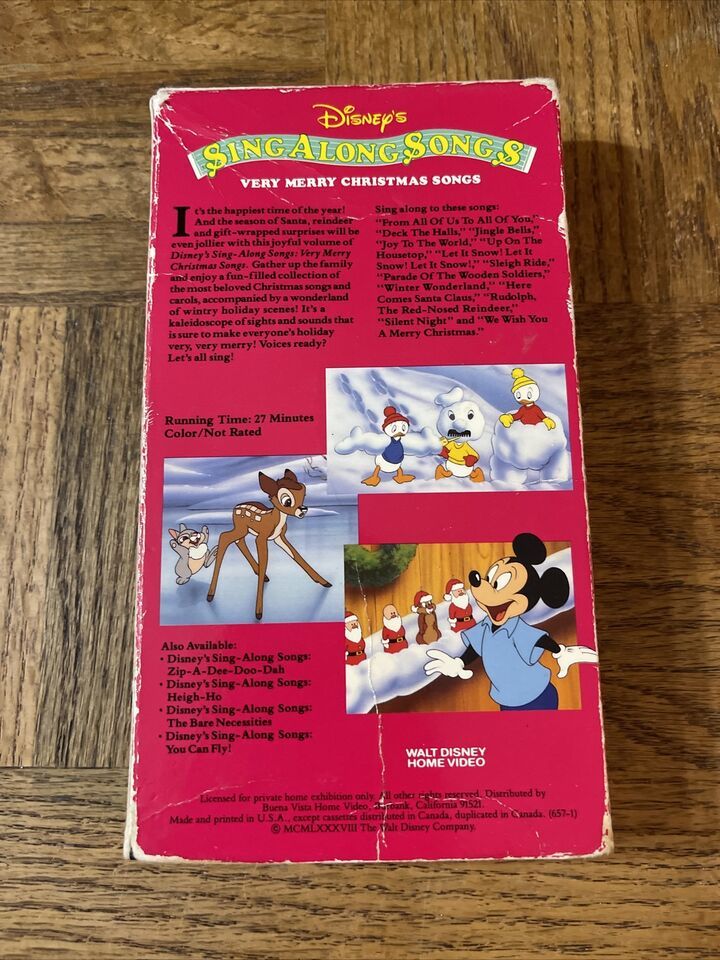 Disney's
Sing Along Songs
VERY MERRY CHRISTMAS SONGS
It's the happiest time of the year!
And the season of Santa, reindeer
and gift-wrapped surprises will be
even jollier with this joyful volume of
Disney's Sing-Along Songs: Very Merry
Christmas Songs. Gather up the family
and enjoy a fun-filled collection of
the most beloved Christmas songs and
carols, accompanied by a wonderland
of wintry holiday scenes! It's a
kaleidoscope of sights and sounds that
is sure to make everyone's holiday
very, very merry! Voices ready?
Let's all sing!
Sing along to these songs:
"From All Of Us To All Of You,"
"Deck The Halls," "Jingle Bells,"
"Joy To The World," "Up On The
Housetop," "Let It Snow! Let It
Snow! Let It Snow!," "Sleigh Ride,"
"Parade Of The Wooden Soldiers,"
"Winter Wonderland," "Here
Comes Santa Claus," "Rudolph,
The Red-Nosed Reindeer,"
"Silent Night" and "We Wish You
A Merry Christmas."
Running Time: 27 Minutes
Color/Not Rated
Also Available:
• Disney's Sing-Along Songs:
Zip-A-Dee-Doo-Dah
• Disney's Sing-Along Songs:
Heigh-Ho
• Disney's Sing-Along Songs:
The Bare Necessities
• Disney's Sing-Along Songs:
You Can Fly!
WALT DISNEY
HOME VIDEO
Licensed for private home exhibition only. All other rights reserved. Distributed by
Buena Vista Home Video, Burbank, California 91521.
Made and printed in U.S.A., except cassettes distributed in Canada, duplicated in Canada. (657-1)
© MCMLXXXVIII The Walt Disney Company.